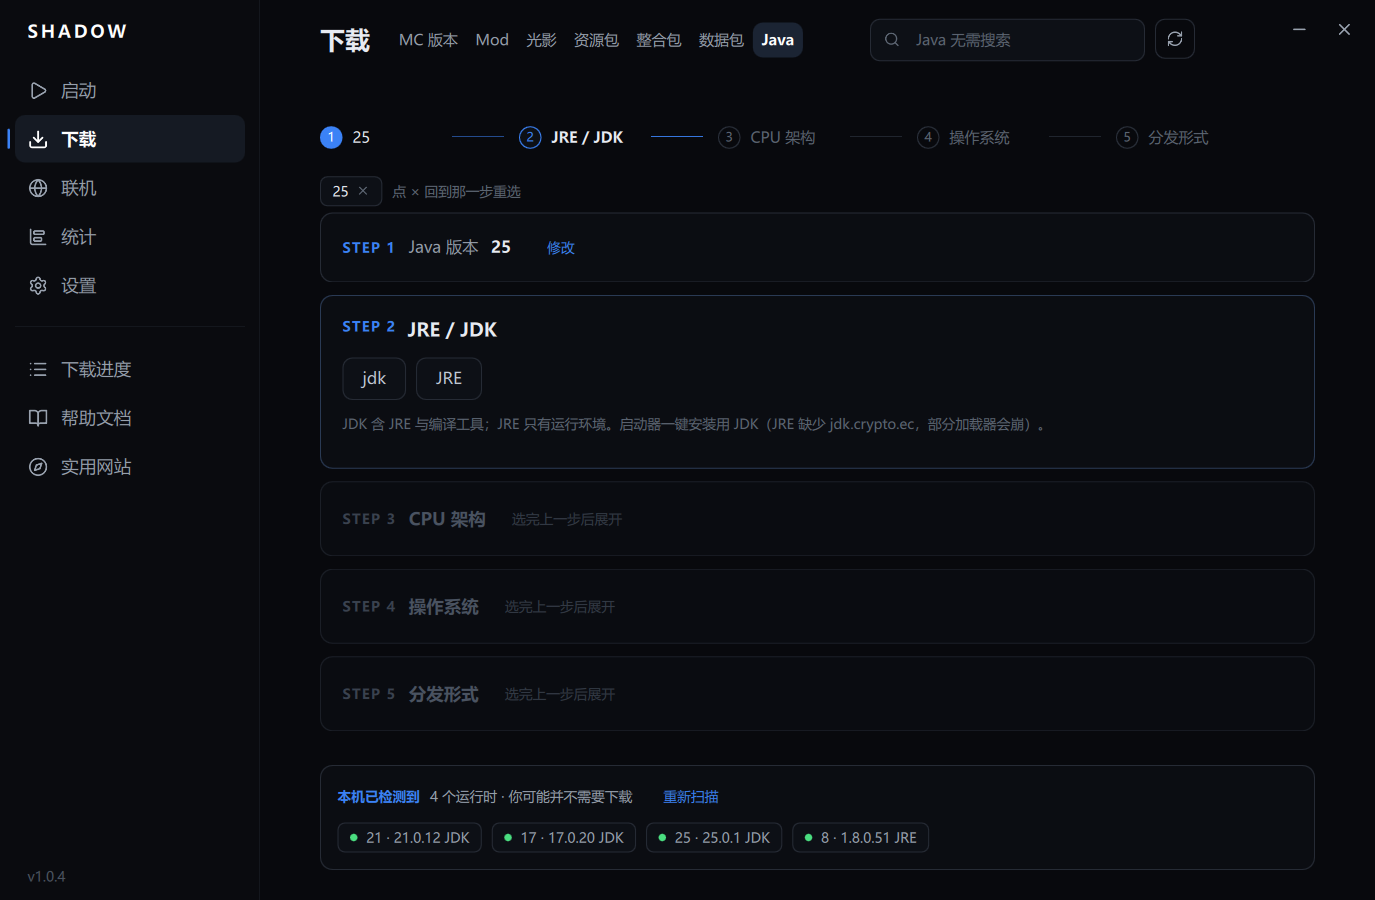 SHADOW
启动
下载
联机
统计
设置
下载进度
帮助文档
实用网站
v1.0.4
下载 MC 版本 Mod 光影 资源包 整合包 数据包 Java
Java 无需搜索
1 25 2 JRE / JDK 3 CPU 架构 4 操作系统 5 分发形式
25 × 点 × 回到那一步重选
STEP 1 Java 版本 25 修改
STEP 2 JRE / JDK
jdk JRE
JDK 含 JRE 与编译工具；JRE 只有运行环境。启动器一键安装用 JDK（JRE 缺少 jdk.crypto.ec，部分加载器会崩）。
STEP 3 CPU 架构 选完上一步后展开
STEP 4 操作系统 选完上一步后展开
STEP 5 分发形式 选完上一步后展开
本机已检测到 4 个运行时 · 你可能并不需要下载 重新扫描
21 · 21.0.12 JDK 17 · 17.0.20 JDK 25 · 25.0.1 JDK 8 · 1.8.0.51 JRE